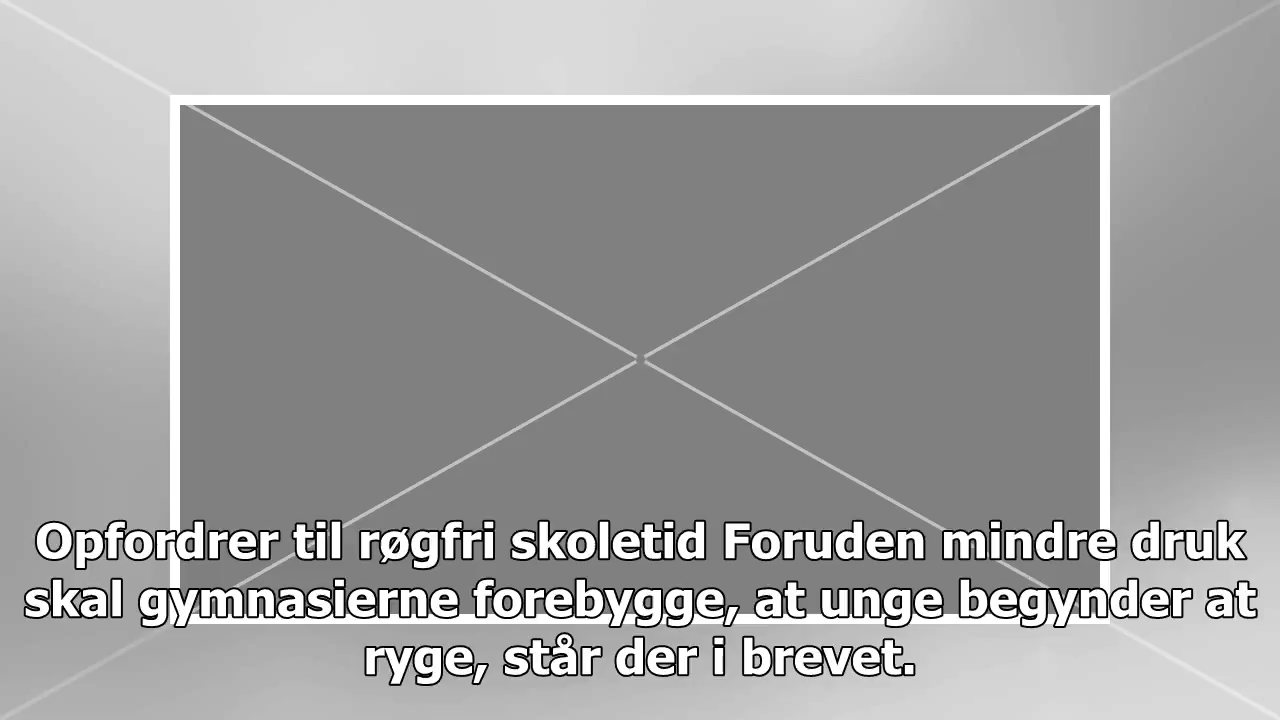 Opfordrer til røgfri skoletid Foruden mindre druk
skal gymnasierne forebygge, at unge begynder at
ryge, står der i brevet.